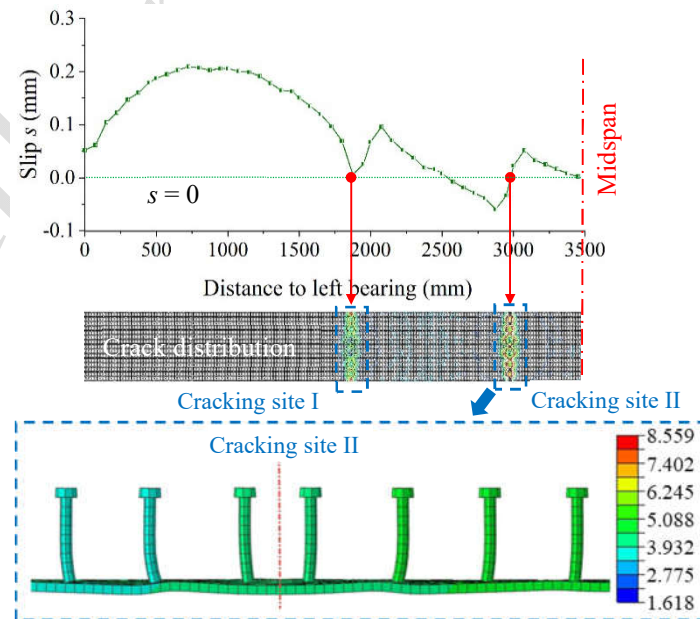 0.3
0.2
0.1
0.0
-0.1
Slip s (mm)
s = 0
Midspan
0 500 1000 1500 2000 2500 3000 3500
Distance to left bearing (mm)
Crack distribution
Cracking site I
Cracking site II
Cracking site II
8.559
7.402
6.245
5.088
3.932
2.775
1.618